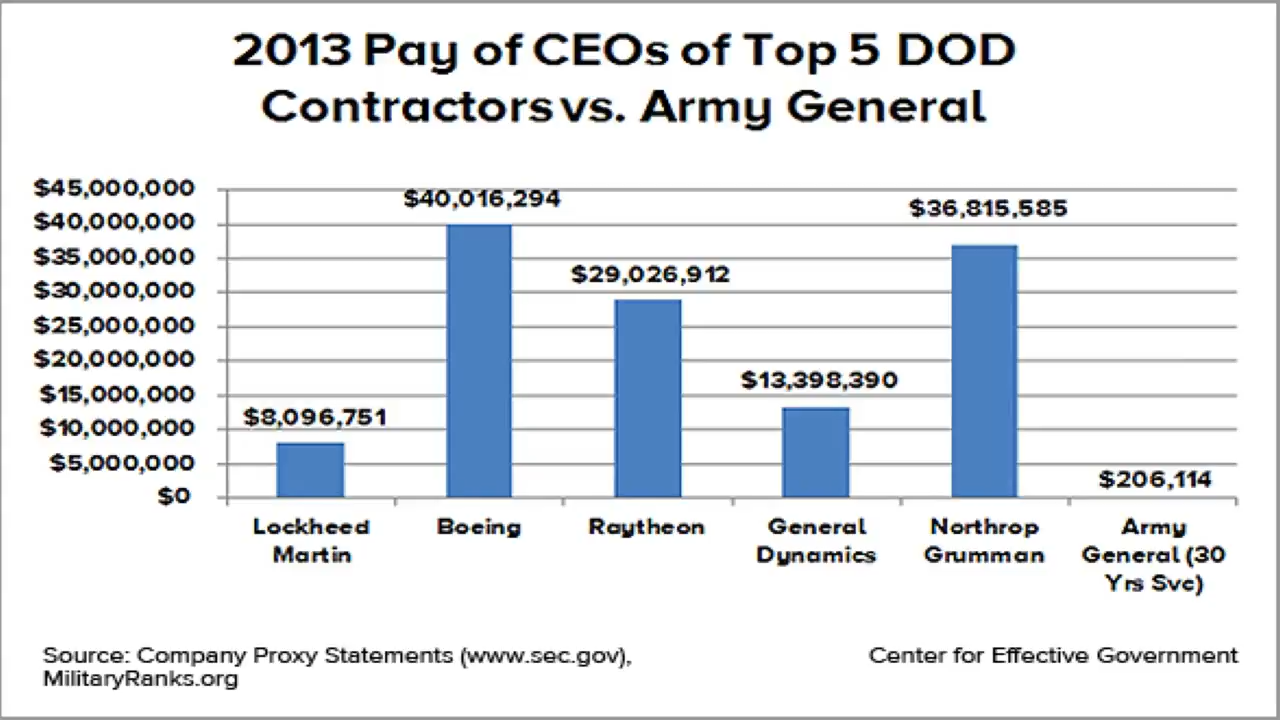 2013 Pay of CEOs of Top 5 DOD
Contractors vs. Army General
$45,000,000
$40,000,000
$35,000,000
$30,000,000
$25,000,000
$20,000,000
$15,000,000
$10,000,000
$5,000,000
$0
$8,096,751
$40,016,294
$29,026,912
$13,398,390
$36,815,585
$206,114
Lockheed
Martin
Boeing
Raytheon
General
Dynamics
Northrop
Grumman
Army
General (30
Yrs Svc)
Source: Company Proxy Statements (www.sec.gov),
MilitaryRanks.org
Center for Effective Government